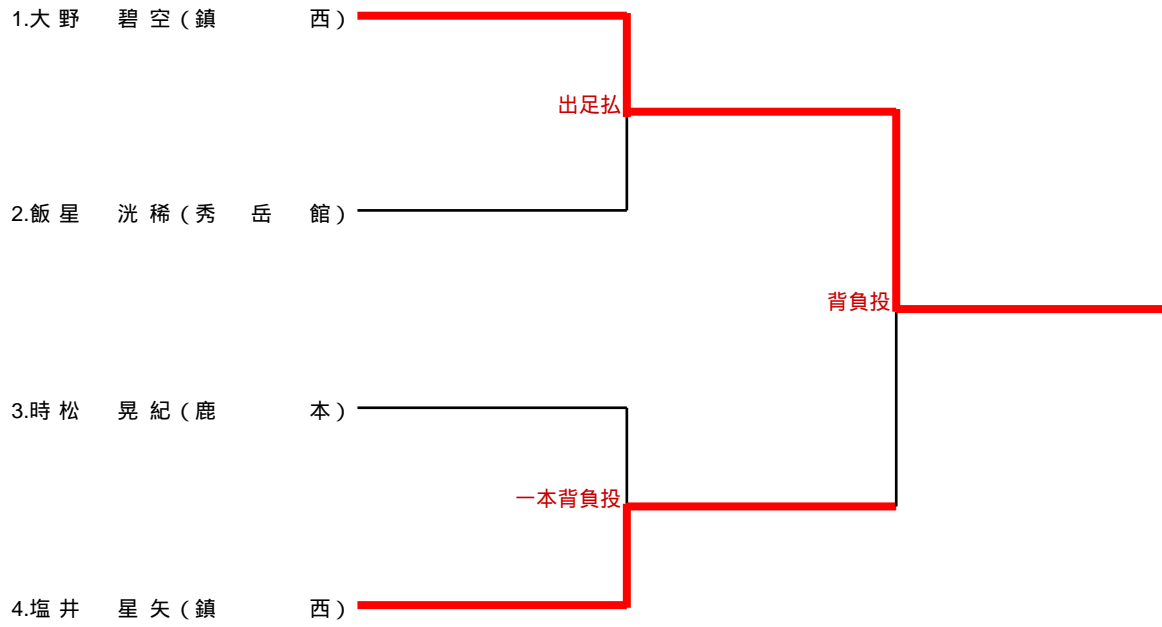 1.大野 碧空(鎮 西)
出足払
2.飯星 洸稀(秀 岳 館)
背負投
3.時松 晃紀(鹿 本)
一本背負投
4.塩井 星矢(鎮 西)